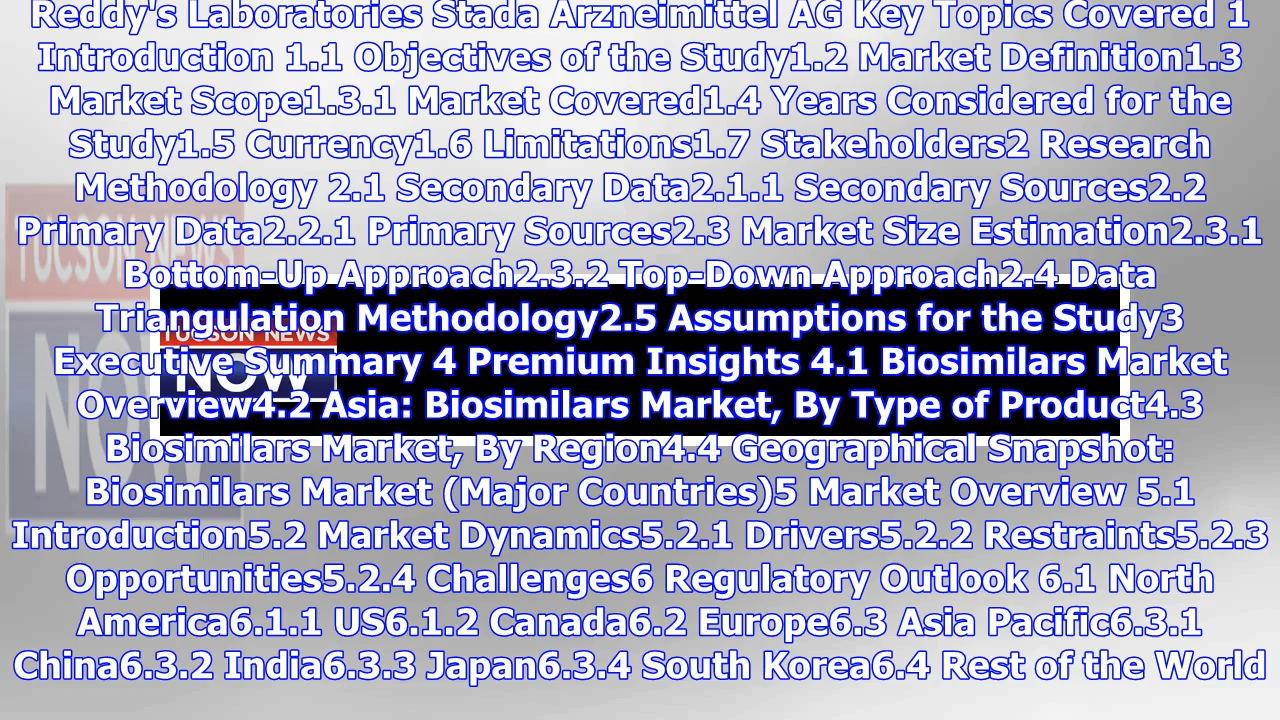 Reddy's Laboratories Stada Arzneimittel AG Key Topics Covered 1
Introduction 1.1 Objectives of the Study1.2 Market Definition1.3
Market Scope1.3.1 Market Covered1.4 Years Considered for the
Study1.5 Currency1.6 Limitations1.7 Stakeholders2 Research
Methodology 2.1 Secondary Data2.1.1 Secondary Sources2.2
Primary Data2.2.1 Primary Sources2.3 Market Size Estimation2.3.1
Bottom-Up Approach2.3.2 Top-Down Approach2.4 Data
Triangulation Methodology2.5 Assumptions for the Study3
Executive Summary 4 Premium Insights 4.1 Biosimilars Market
Overview4.2 Asia: Biosimilars Market, By Type of Product4.3
Biosimilars Market, By Region4.4 Geographical Snapshot:
Biosimilars Market (Major Countries)5 Market Overview 5.1
Introduction5.2 Market Dynamics5.2.1 Drivers5.2.2 Restraints5.2.3
Opportunities5.2.4 Challenges6 Regulatory Outlook 6.1 North
America6.1.1 US6.1.2 Canada6.2 Europe6.3 Asia Pacific6.3.1
China6.3.2 India6.3.3 Japan6.3.4 South Korea6.4 Rest of the World
TUCSON NEWS
NOW
TUCSON NEWS
NOW